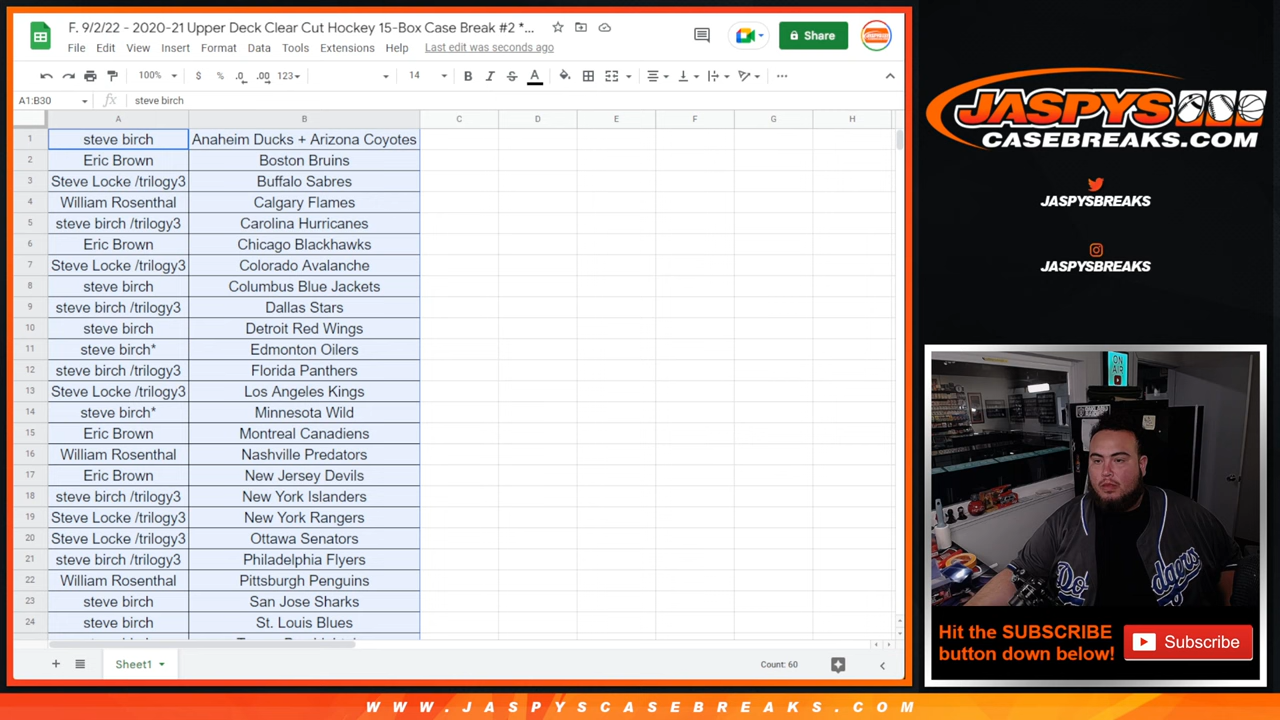 F. 9/2/22 - 2020-21 Upper Deck Clear Cut Hockey 15-Box Case Break #2 *...
File Edit View Insert Format Data Tools Extensions Help Last edit was seconds ago
Share
100% $ % .0 .00 123 14 B I S A
A1:B30 fx steve birch
A B C D E F G H
1 steve birch Anaheim Ducks + Arizona Coyotes
2 Eric Brown Boston Bruins
3 Steve Locke /trilogy3 Buffalo Sabres
4 William Rosenthal Calgary Flames
5 steve birch /trilogy3 Carolina Hurricanes
6 Eric Brown Chicago Blackhawks
7 Steve Locke /trilogy3 Colorado Avalanche
8 steve birch Columbus Blue Jackets
9 steve birch /trilogy3 Dallas Stars
10 steve birch Detroit Red Wings
11 steve birch* Edmonton Oilers
12 steve birch /trilogy3 Florida Panthers
13 Steve Locke /trilogy3 Los Angeles Kings
14 steve birch* Minnesota Wild
15 Eric Brown Montreal Canadiens
16 William Rosenthal Nashville Predators
17 Eric Brown New Jersey Devils
18 steve birch /trilogy3 New York Islanders
19 Steve Locke /trilogy3 New York Rangers
20 Steve Locke /trilogy3 Ottawa Senators
21 steve birch /trilogy3 Philadelphia Flyers
22 William Rosenthal Pittsburgh Penguins
23 steve birch San Jose Sharks
24 steve birch St. Louis Blues
Sheet1
Count: 60
JASPYS
CASEBREAKS.COM
JASPYSBREAKS
JASPYSBREAKS
ON
AIR
Hit the SUBSCRIBE
button down below!
Subscribe
WWW.JASPYSCASEBREAKS.COM